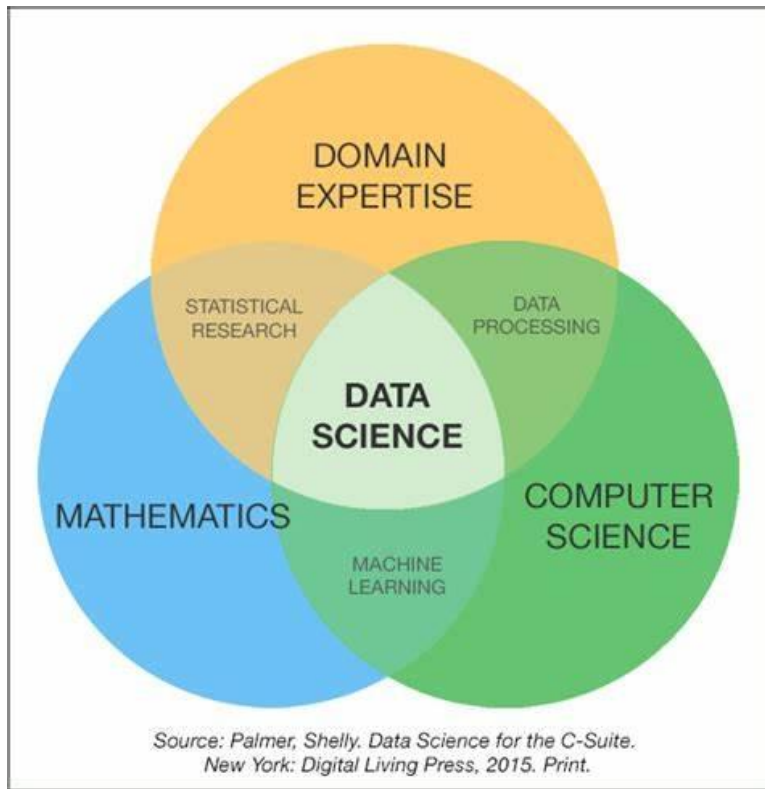 DOMAIN
EXPERTISE
STATISTICAL
RESEARCH
DATA
PROCESSING
DATA
SCIENCE
MATHEMATICS
COMPUTER
SCIENCE
MACHINE
LEARNING
Source: Palmer, Shelly. Data Science for the C-Suite.
New York: Digital Living Press, 2015. Print.